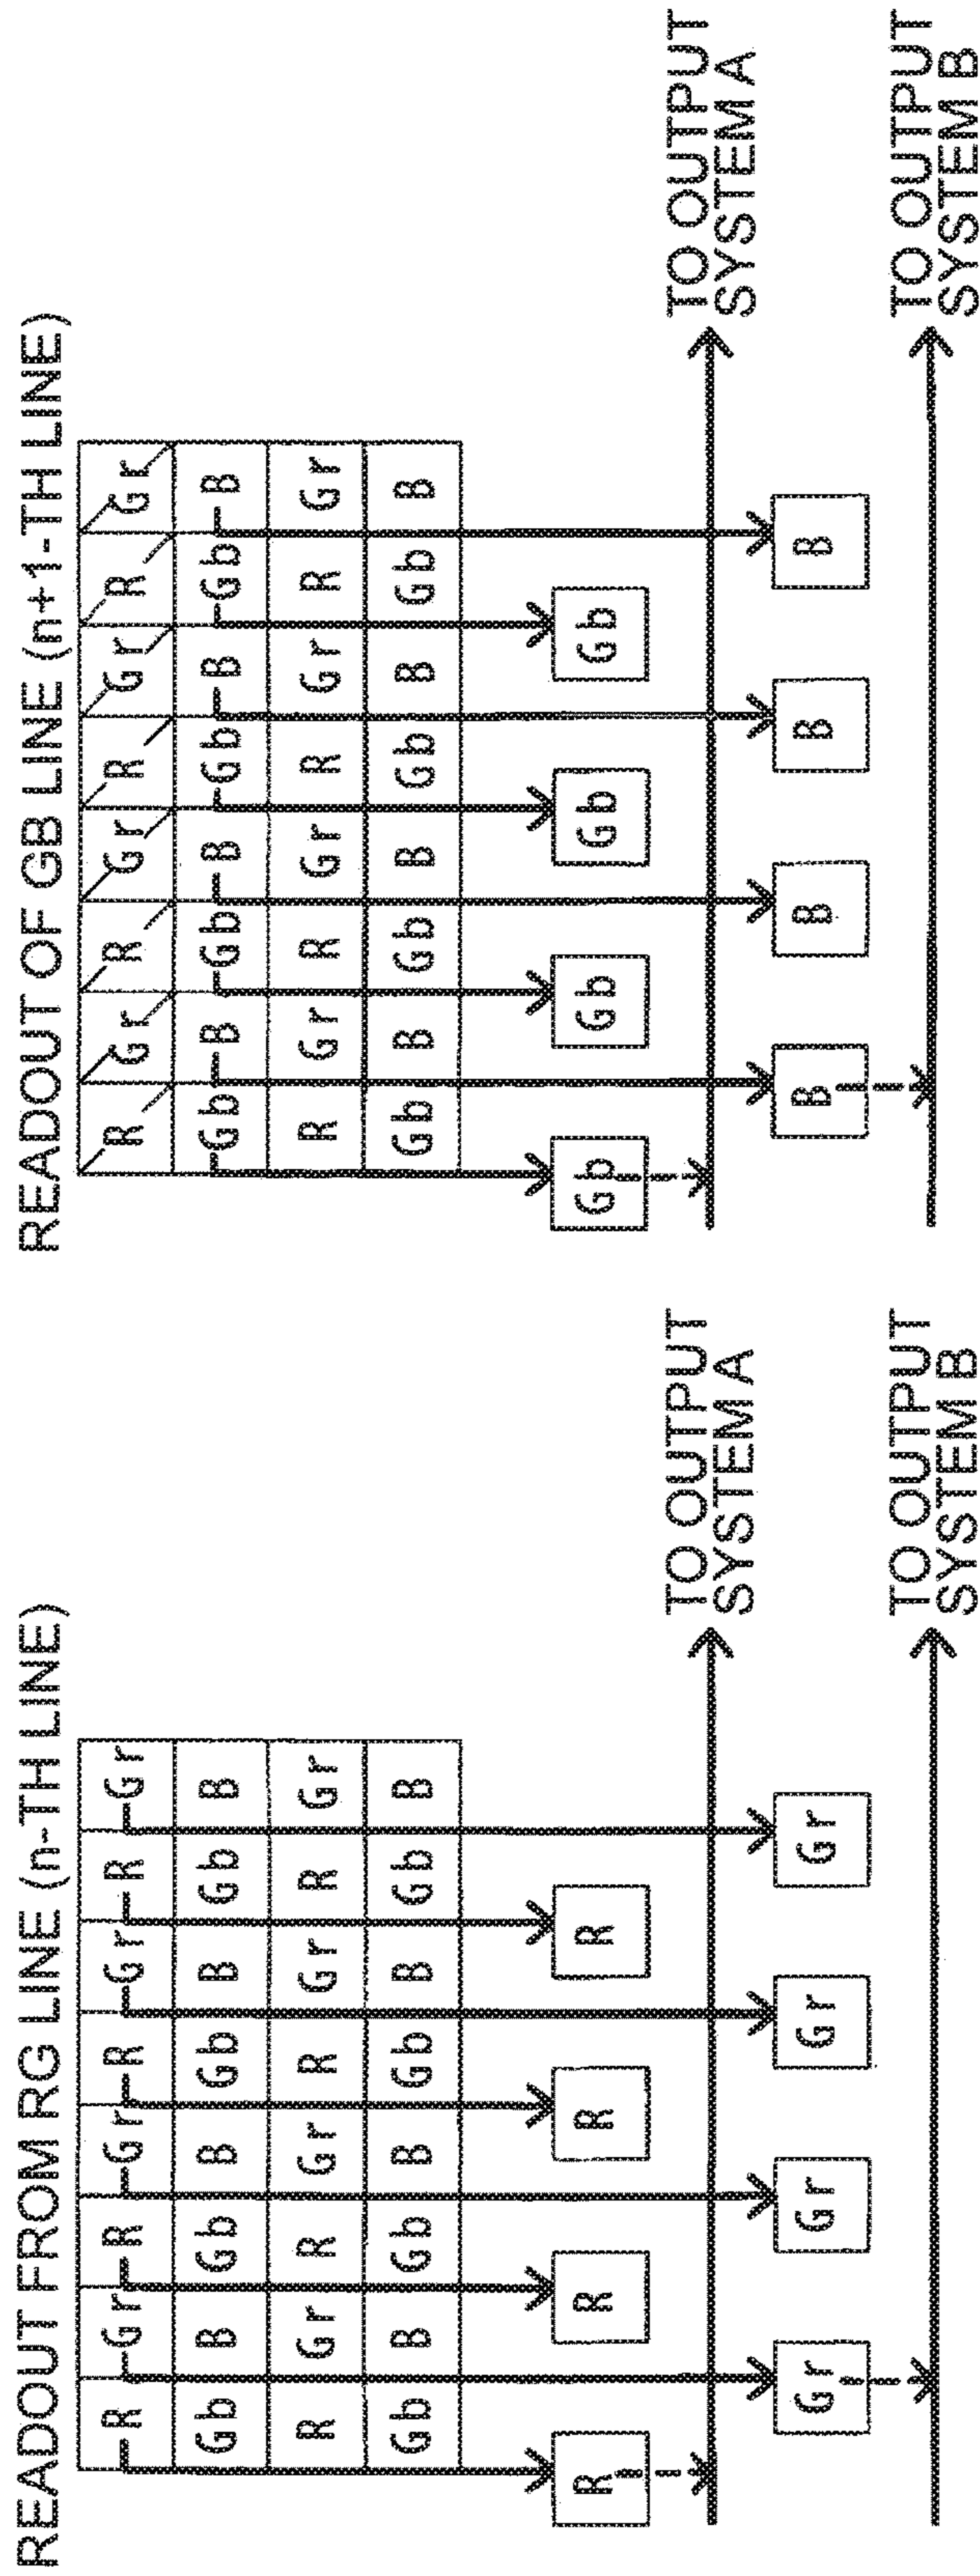 READOUT FROM RG LINE (n-TH LINE)
R Gr R Gr R Gr R Gr
Gb B Gb B Gb B Gb B
R Gr R Gr R Gr R Gr
Gb B Gb B Gb B Gb B
R R R R
TO OUTPUT
SYSTEM A
Gr Gr Gr Gr
TO OUTPUT
SYSTEM B
READOUT OF GB LINE (n+1-TH LINE)
R Gr R Gr R Gr R Gr
Gb B Gb B Gb B Gb B
R Gr R Gr R Gr R Gr
Gb B Gb B Gb B Gb B
Gb Gb Gb Gb
TO OUTPUT
SYSTEM A
B B B B
TO OUTPUT
SYSTEM B